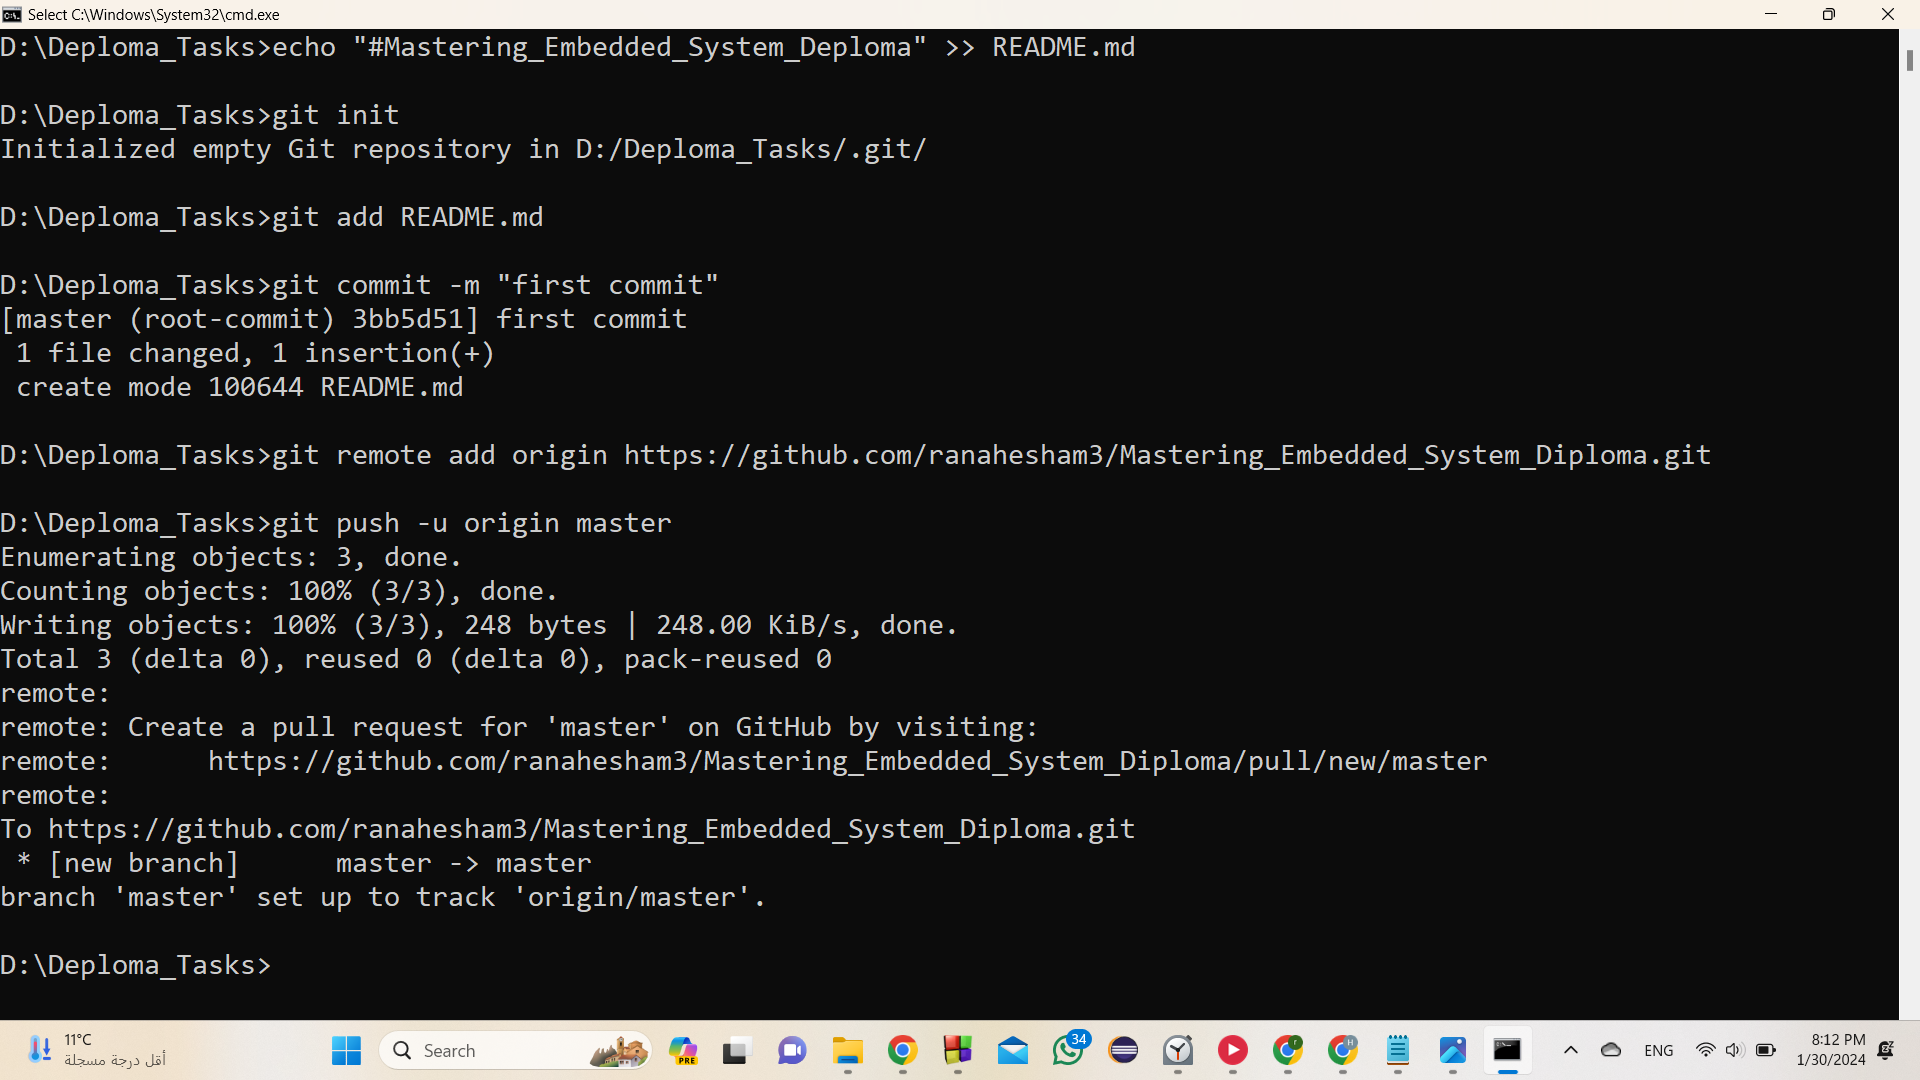 Select C:\Windows\System32\cmd.exe
D:\Deploma_Tasks>echo "#Mastering_Embedded_System_Deploma" >> README.md
D:\Deploma_Tasks>git init
Initialized empty Git repository in D:/Deploma_Tasks/.git/
D:\Deploma_Tasks>git add README.md
D:\Deploma_Tasks>git commit -m "first commit"
[master (root-commit) 3bb5d51] first commit
 1 file changed, 1 insertion(+)
 create mode 100644 README.md
D:\Deploma_Tasks>git remote add origin https://github.com/ranahesham3/Mastering_Embedded_System_Diploma.git
D:\Deploma_Tasks>git push -u origin master
Enumerating objects: 3, done.
Counting objects: 100% (3/3), done.
Writing objects: 100% (3/3), 248 bytes | 248.00 KiB/s, done.
Total 3 (delta 0), reused 0 (delta 0), pack-reused 0
remote:
remote: Create a pull request for 'master' on GitHub by visiting:
remote:      https://github.com/ranahesham3/Mastering_Embedded_System_Diploma/pull/new/master
remote:
To https://github.com/ranahesham3/Mastering_Embedded_System_Diploma.git
 * [new branch]      master -> master
branch 'master' set up to track 'origin/master'.
D:\Deploma_Tasks>
11°C
أقل درجة مسجلة
Search
PRE
34
r
H
ENG
8:12 PM
1/30/2024